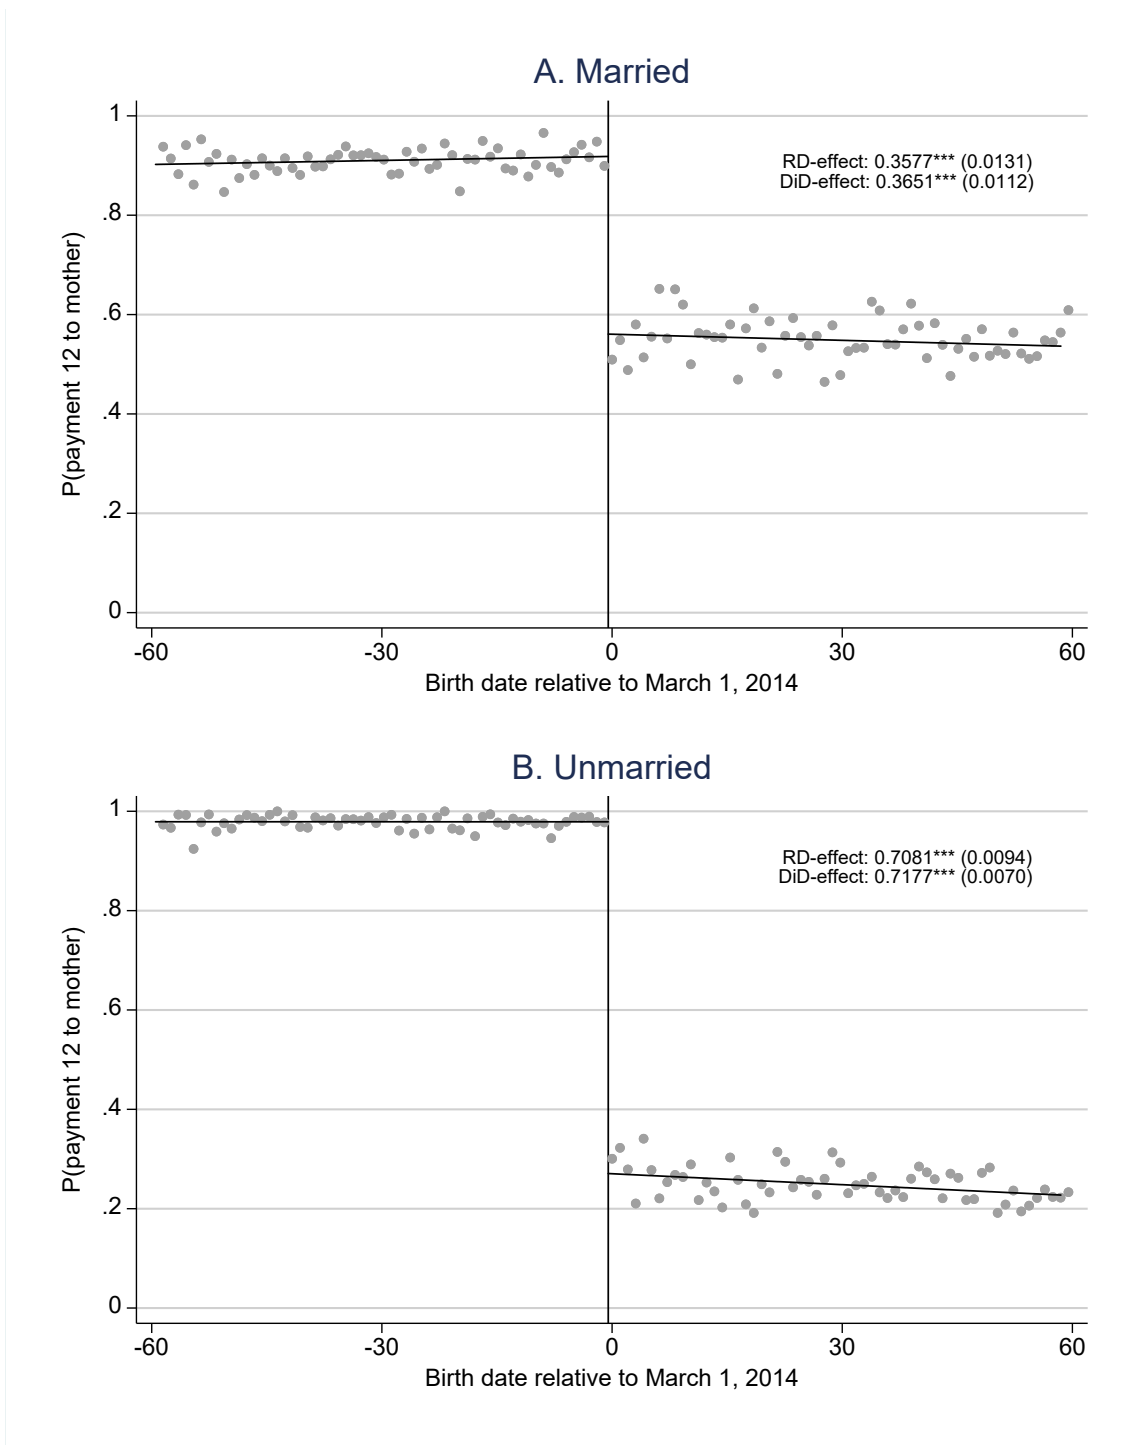 A. Married
1
.8
.6
.4
.2
0
P(payment 12 to mother)
RD-effect: 0.3577*** (0.0131)
DiD-effect: 0.3651*** (0.0112)
-60 -30 0 30 60
Birth date relative to March 1, 2014
B. Unmarried
1
.8
.6
.4
.2
0
P(payment 12 to mother)
RD-effect: 0.7081*** (0.0094)
DiD-effect: 0.7177*** (0.0070)
-60 -30 0 30 60
Birth date relative to March 1, 2014